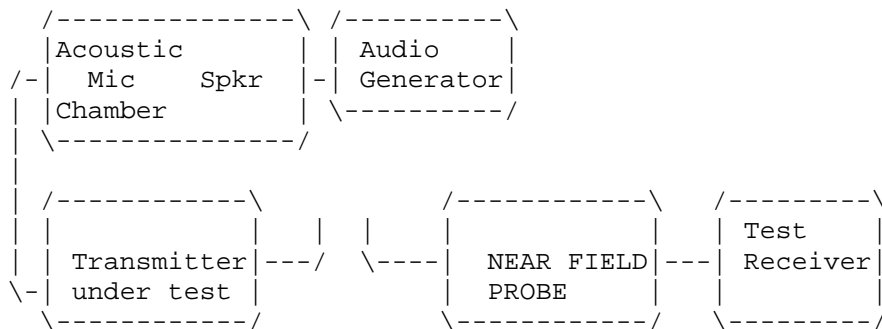 Acoustic
Mic Spkr
Chamber
Audio
Generator
Transmitter
under test
NEAR FIELD
PROBE
Test
Receiver